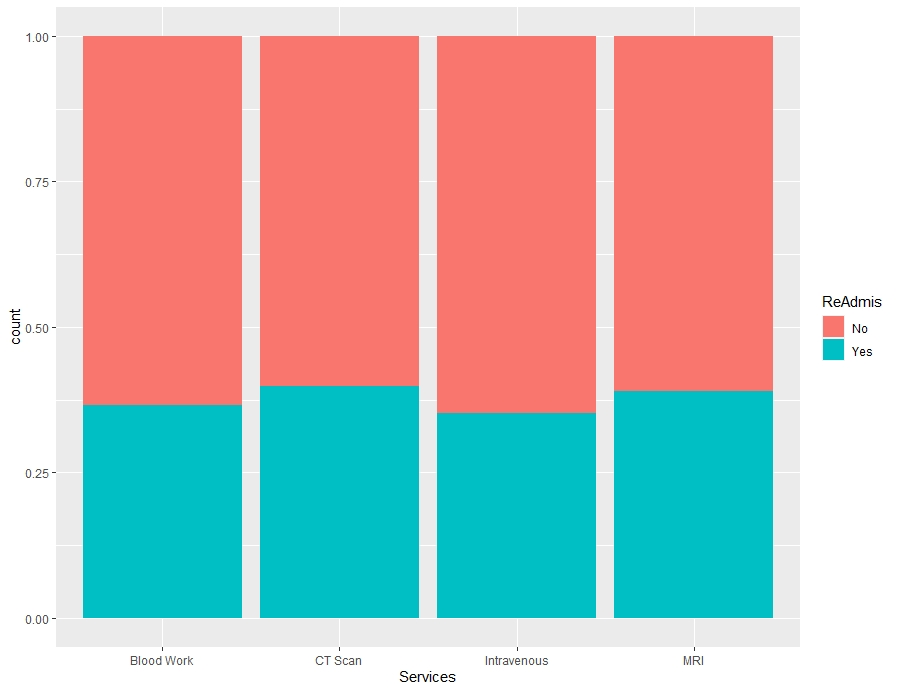 1.00
0.75
0.50
0.25
0.00
count
Blood Work
CT Scan
Intravenous
MRI
Services
ReAdmis
No
Yes